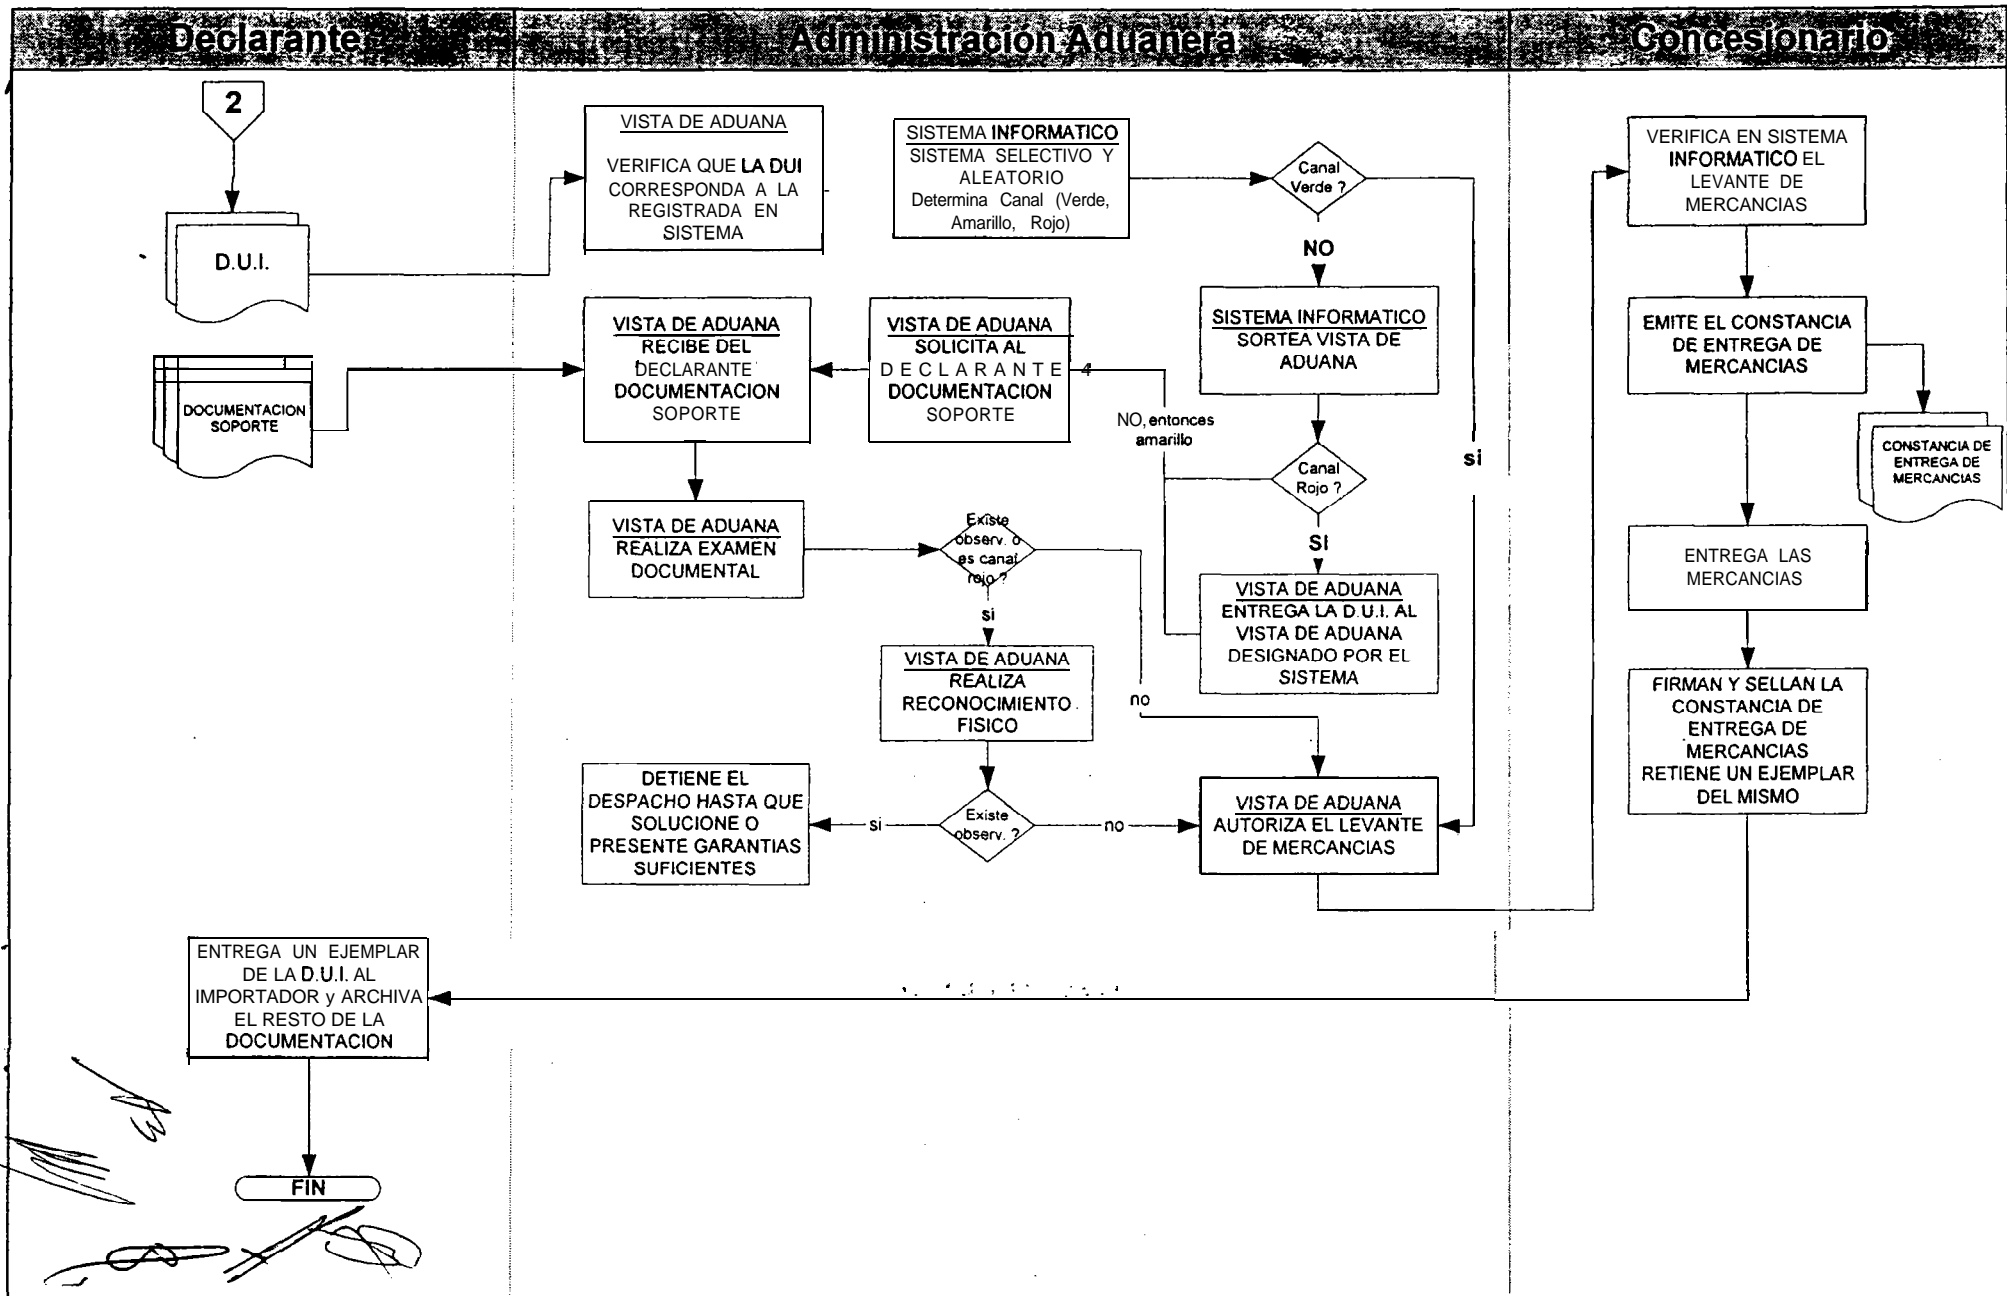 Declarante
Administración Aduanera
Concesionario
2
D.U.I.
DOCUMENTACION
SOPORTE
VISTA DE ADUANA
VERIFICA QUE LA DUI
CORRESPONDA A LA
REGISTRADA EN
SISTEMA
SISTEMA INFORMATICO
SISTEMA SELECTIVO Y
ALEATORIO
Determina Canal (Verde,
Amarillo, Rojo)
Canal
Verde ?
NO
si
SISTEMA INFORMATICO
SORTEA VISTA DE
ADUANA
VISTA DE ADUANA
RECIBE DEL
DECLARANTE
DOCUMENTACION
SOPORTE
VISTA DE ADUANA
SOLICITA AL
DECLARANTE
DOCUMENTACION
SOPORTE
NO, entonces
amarillo
Canal
Rojo ?
SI
VISTA DE ADUANA
ENTREGA LA D.U.I. AL
VISTA DE ADUANA
DESIGNADO POR EL
SISTEMA
VISTA DE ADUANA
REALIZA EXAMEN
DOCUMENTAL
Existe
observ. o
es canal
rojo ?
si
no
VISTA DE ADUANA
REALIZA
RECONOCIMIENTO
FISICO
DETIENE EL
DESPACHO HASTA QUE
SOLUCIONE O
PRESENTE GARANTIAS
SUFICIENTES
si
Existe
observ. ?
no
VISTA DE ADUANA
AUTORIZA EL LEVANTE
DE MERCANCIAS
VERIFICA EN SISTEMA
INFORMATICO EL
LEVANTE DE
MERCANCIAS
EMITE EL CONSTANCIA
DE ENTREGA DE
MERCANCIAS
CONSTANCIA DE
ENTREGA DE
MERCANCIAS
ENTREGA LAS
MERCANCIAS
FIRMAN Y SELLAN LA
CONSTANCIA DE
ENTREGA DE
MERCANCIAS
RETIENE UN EJEMPLAR
DEL MISMO
ENTREGA UN EJEMPLAR
DE LA D.U.I. AL
IMPORTADOR y ARCHIVA
EL RESTO DE LA
DOCUMENTACION
FIN